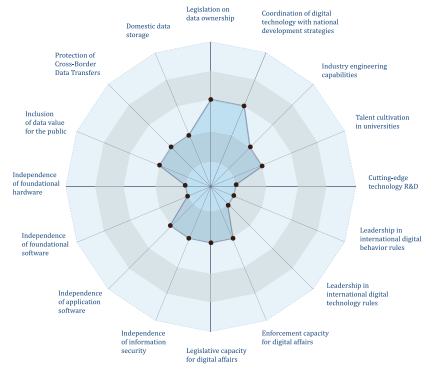 Legislation on
data ownership
Coordination of digital
technology with national
development strategies
Industry engineering
capabilities
Talent cultivation
in universities
Cutting-edge
technology R&D
Leadership in
international digital
behavior rules
Leadership in
international digital
technology rules
Enforcement capacity
for digital affairs
Legislative capacity
for digital affairs
Independence
of information
security
Independence
of application
software
Independence
of foundational
software
Independence
of foundational
hardware
Inclusion
of data value
for the public
Protection of
Cross-Border
Data Transfers
Domestic data
storage